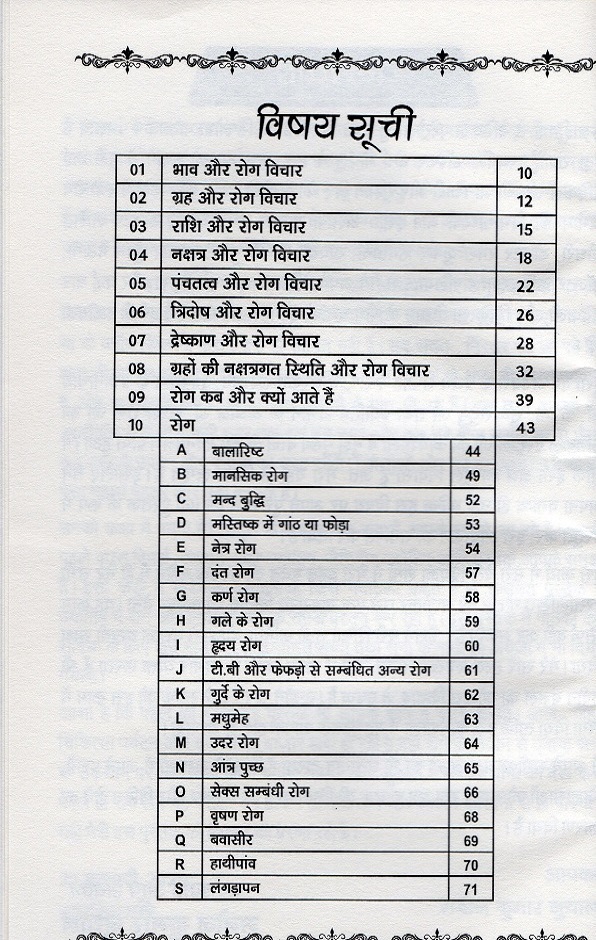 विषय सूची
01 भाव और रोग विचार 10
02 ग्रह और रोग विचार 12
03 राशि और रोग विचार 15
04 नक्षत्र और रोग विचार 18
05 पंचतत्व और रोग विचार 22
06 त्रिदोष और रोग विचार 26
07 द्रेष्काण और रोग विचार 28
08 ग्रहों की नक्षत्रगत स्थिति और रोग विचार 32
09 रोग कब और क्यों आते हैं 39
10 रोग 43
A बालारिष्ट 44
B मानसिक रोग 49
C मन्द बुद्धि 52
D मस्तिष्क में गांठ या फोड़ा 53
E नेत्र रोग 54
F दंत रोग 57
G कर्ण रोग 58
H गले के रोग 59
I हृदय रोग 60
J टी.बी और फेफड़ो से सम्बंधित अन्य रोग 61
K गुर्दे के रोग 62
L मधुमेह 63
M उदर रोग 64
N आंत्र पुच्छ 65
O सेक्स सम्बंधी रोग 66
P वृषण रोग 68
Q बवासीर 69
R हाथीपांव 70
S लंगड़ापन 71